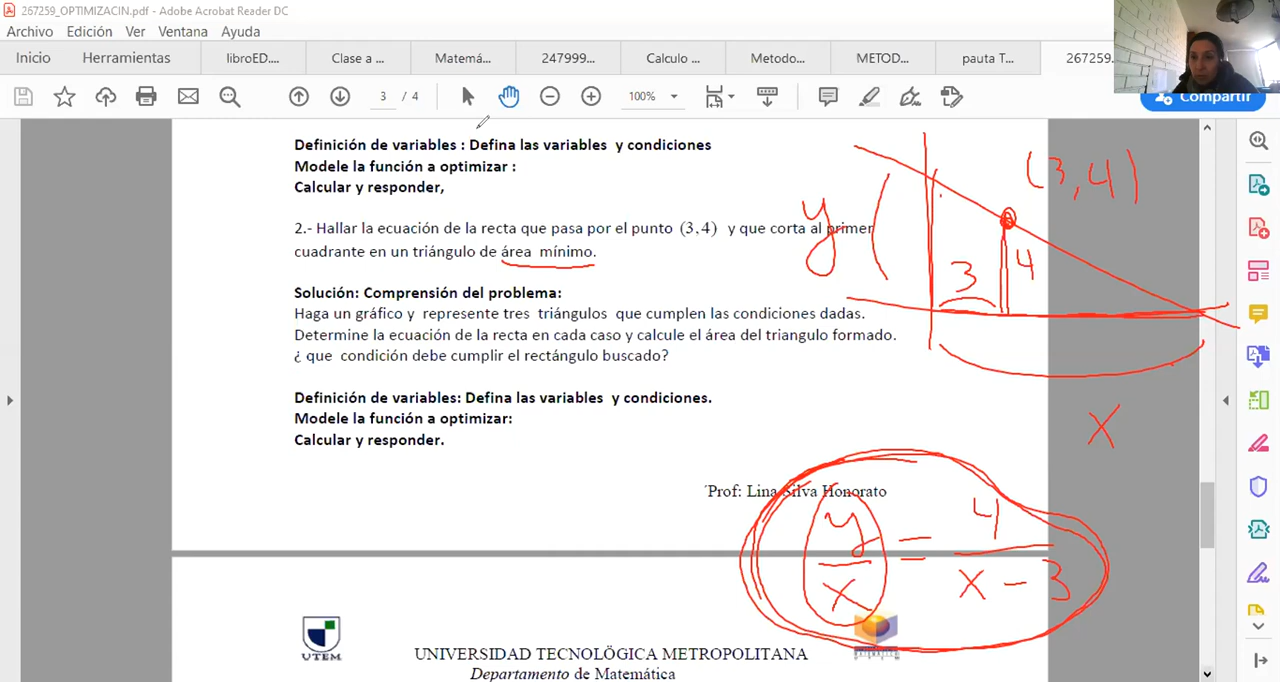 267259_OPTIMIZACIN.pdf - Adobe Acrobat Reader DC
Archivo Edición Ver Ventana Ayuda
Inicio Herramientas libroED.... Clase a ... Matemá... 247999... Calculo ... Metodo... METOD... pauta T... 267259
3 / 4 100% Compartir
Definición de variables : Defina las variables y condiciones
Modele la función a optimizar :
Calcular y responder,
2.- Hallar la ecuación de la recta que pasa por el punto (3,4) y que corta al primer
cuadrante en un triángulo de área mínimo.
Solución: Comprensión del problema:
Haga un gráfico y represente tres triángulos que cumplen las condiciones dadas.
Determine la ecuación de la recta en cada caso y calcule el área del triangulo formado.
¿ que condición debe cumplir el rectángulo buscado?
Definición de variables: Defina las variables y condiciones.
Modele la función a optimizar:
Calcular y responder.
(3,4)
y
3
4
x
´Prof: Lina Silva Honorato
y/x = 4/(x-3)
UTEM
UNIVERSIDAD TECNOLÖGICA METROPOLITANA
Departamento de Matemática